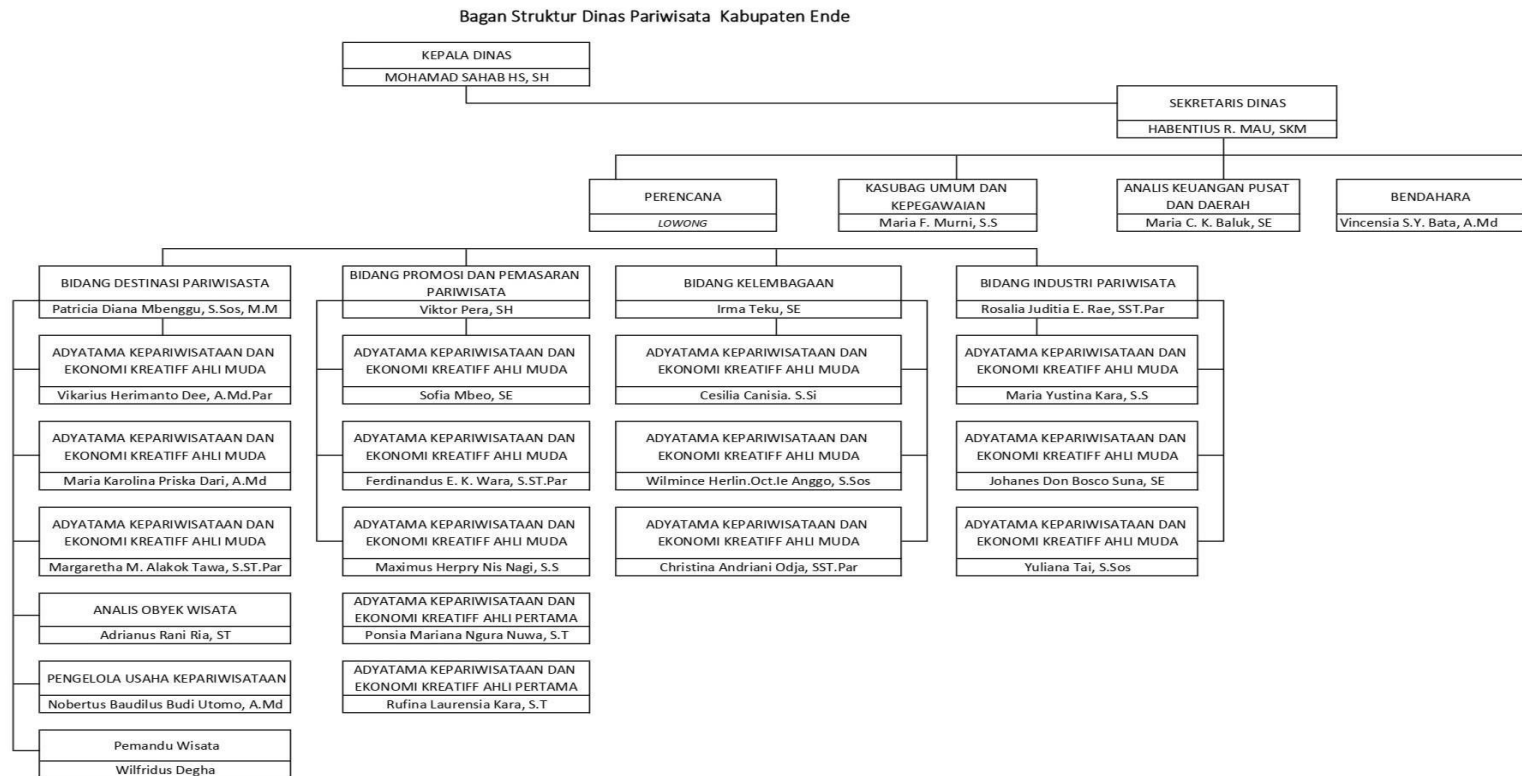 Bagan Struktur Dinas Pariwisata Kabupaten Ende
KEPALA DINAS
MOHAMAD SAHAB HS, SH
SEKRETARIS DINAS
HABENTIUS R. MAU, SKM
PERENCANA
LOWONG
KASUBAG UMUM DAN
KEPEGAWAIAN
Maria F. Murni, S.S
ANALIS KEUANGAN PUSAT
DAN DAERAH
Maria C. K. Baluk, SE
BENDAHARA
Vincensia S.Y. Bata, A.Md
BIDANG DESTINASI PARIWISASTA
Patricia Diana Mbenggu, S.Sos, M.M
ADYATAMA KEPARIWISATAAN DAN
EKONOMI KREATIFF AHLI MUDA
Vikarius Herimanto Dee, A.Md.Par
ADYATAMA KEPARIWISATAAN DAN
EKONOMI KREATIFF AHLI MUDA
Maria Karolina Priska Dari, A.Md
ADYATAMA KEPARIWISATAAN DAN
EKONOMI KREATIFF AHLI MUDA
Margaretha M. Alakok Tawa, S.ST.Par
ANALIS OBYEK WISATA
Adrianus Rani Ria, ST
PENGELOLA USAHA KEPARIWISATAAN
Nobertus Baudilus Budi Utomo, A.Md
Pemandu Wisata
Wilfridus Degha
BIDANG PROMOSI DAN PEMASARAN
PARIWISATA
Viktor Pera, SH
ADYATAMA KEPARIWISATAAN DAN
EKONOMI KREATIFF AHLI MUDA
Sofia Mbeo, SE
ADYATAMA KEPARIWISATAAN DAN
EKONOMI KREATIFF AHLI MUDA
Ferdinandus E. K. Wara, S.ST.Par
ADYATAMA KEPARIWISATAAN DAN
EKONOMI KREATIFF AHLI MUDA
Maximus Herpry Nis Nagi, S.S
ADYATAMA KEPARIWISATAAN DAN
EKONOMI KREATIFF AHLI PERTAMA
Ponsia Mariana Ngura Nuwa, S.T
ADYATAMA KEPARIWISATAAN DAN
EKONOMI KREATIFF AHLI PERTAMA
Rufina Laurensia Kara, S.T
BIDANG KELEMBAGAAN
Irma Teku, SE
ADYATAMA KEPARIWISATAAN DAN
EKONOMI KREATIFF AHLI MUDA
Cesilia Canisia. S.Si
ADYATAMA KEPARIWISATAAN DAN
EKONOMI KREATIFF AHLI MUDA
Wilmince Herlin.Oct.Ie Anggo, S.Sos
ADYATAMA KEPARIWISATAAN DAN
EKONOMI KREATIFF AHLI MUDA
Christina Andriani Odja, SST.Par
BIDANG INDUSTRI PARIWISATA
Rosalia Juditia E. Rae, SST.Par
ADYATAMA KEPARIWISATAAN DAN
EKONOMI KREATIFF AHLI MUDA
Maria Yustina Kara, S.S
ADYATAMA KEPARIWISATAAN DAN
EKONOMI KREATIFF AHLI MUDA
Johanes Don Bosco Suna, SE
ADYATAMA KEPARIWISATAAN DAN
EKONOMI KREATIFF AHLI MUDA
Yuliana Tai, S.Sos